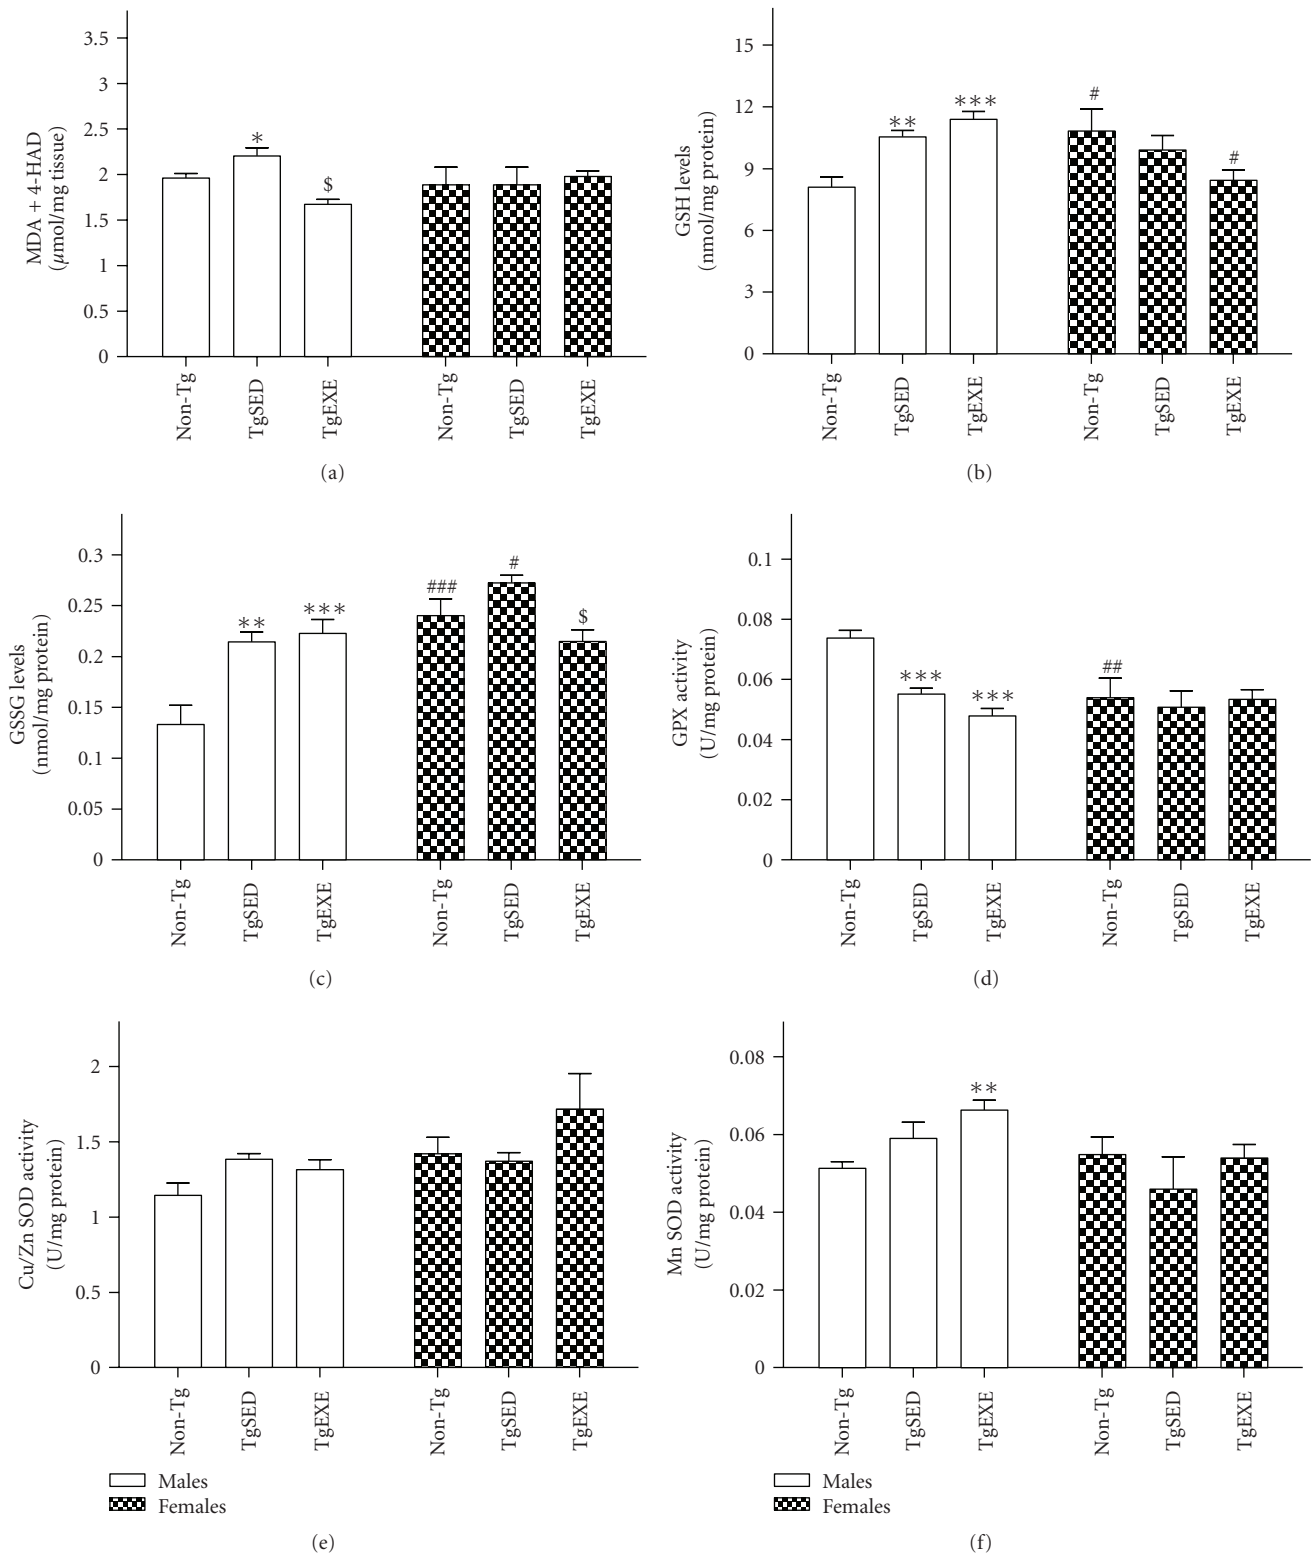 3.5
3
2.5
2
1.5
1
0.5
0
MDA + 4-HAD
(μmol/mg tissue)
*
$
Non-Tg
TgSED
TgEXE
Non-Tg
TgSED
TgEXE
(a)
15
12
9
6
3
0
GSH levels
(nmol/mg protein)
**
***
#
#
Non-Tg
TgSED
TgEXE
Non-Tg
TgSED
TgEXE
(b)
0.3
0.25
0.2
0.15
0.1
0.05
0
GSSG levels
(nmol/mg protein)
**
***
###
#
$
Non-Tg
TgSED
TgEXE
Non-Tg
TgSED
TgEXE
(c)
0.1
0.08
0.06
0.04
0.02
0
GPX activity
(U/mg protein)
***
***
##
Non-Tg
TgSED
TgEXE
Non-Tg
TgSED
TgEXE
(d)
2
1.5
1
0.5
0
Cu/Zn SOD activity
(U/mg protein)
Non-Tg
TgSED
TgEXE
Non-Tg
TgSED
TgEXE
Males
Females
(e)
0.08
0.06
0.04
0.02
0
Mn SOD activity
(U/mg protein)
**
Non-Tg
TgSED
TgEXE
Non-Tg
TgSED
TgEXE
Males
Females
(f)